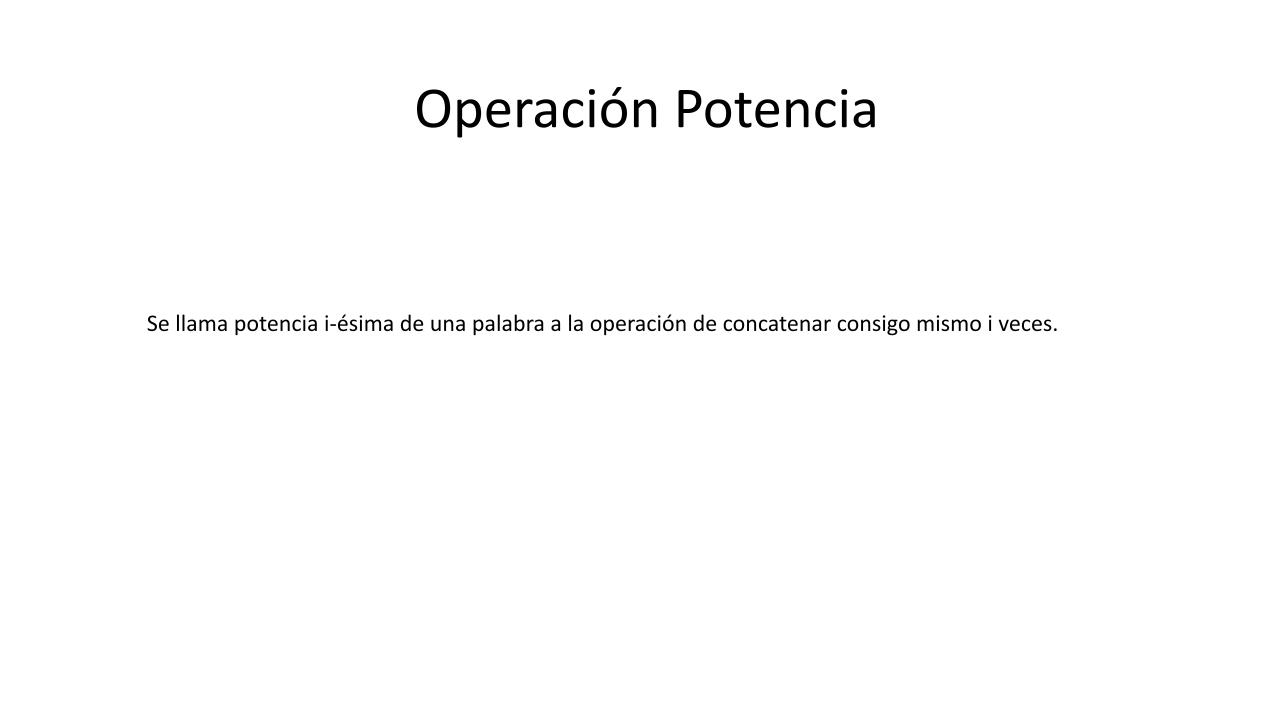 Operación Potencia
Se llama potencia i-ésima de una palabra a la operación de concatenar consigo mismo i veces.